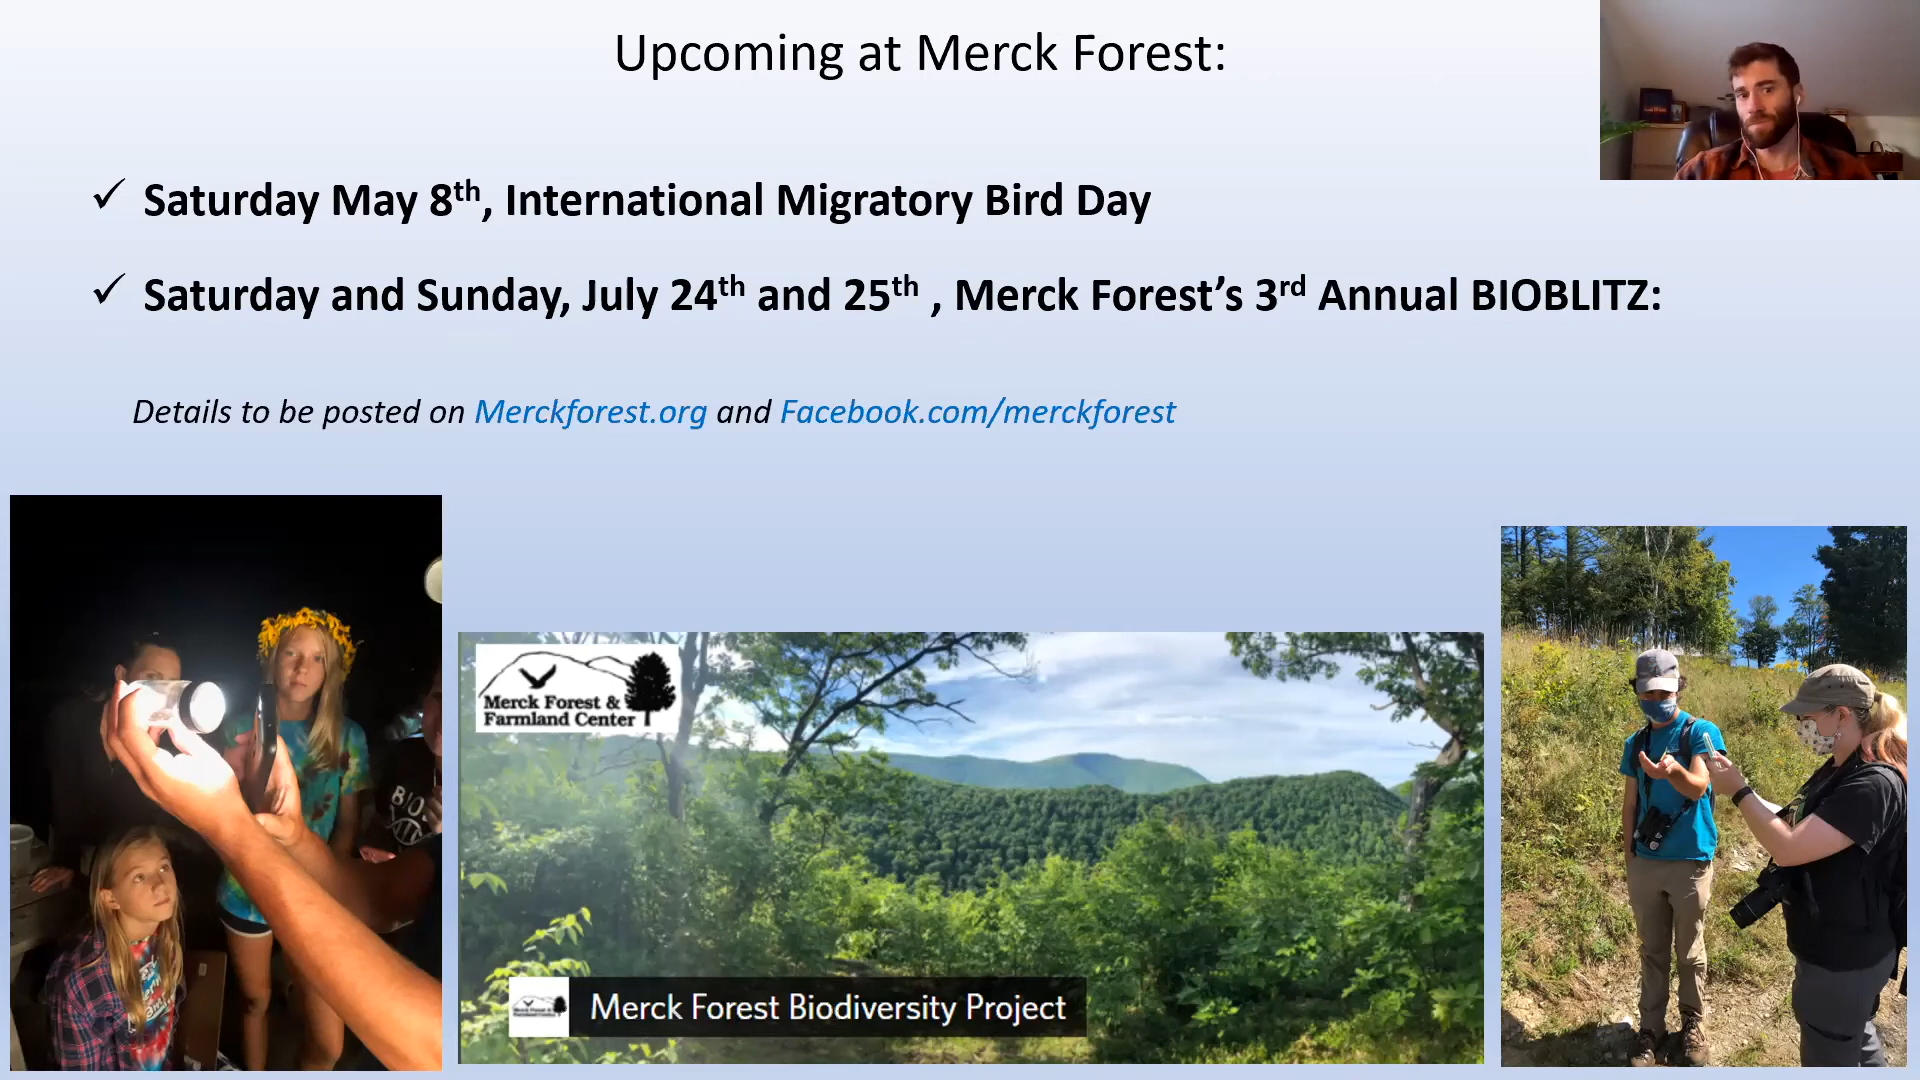 Upcoming at Merck Forest:
✓ Saturday May 8th, International Migratory Bird Day
✓ Saturday and Sunday, July 24th and 25th , Merck Forest’s 3rd Annual BIOBLITZ:
Details to be posted on Merckforest.org and Facebook.com/merckforest
Merck Forest &
Farmland Center
BIO
Merck Forest Biodiversity Project